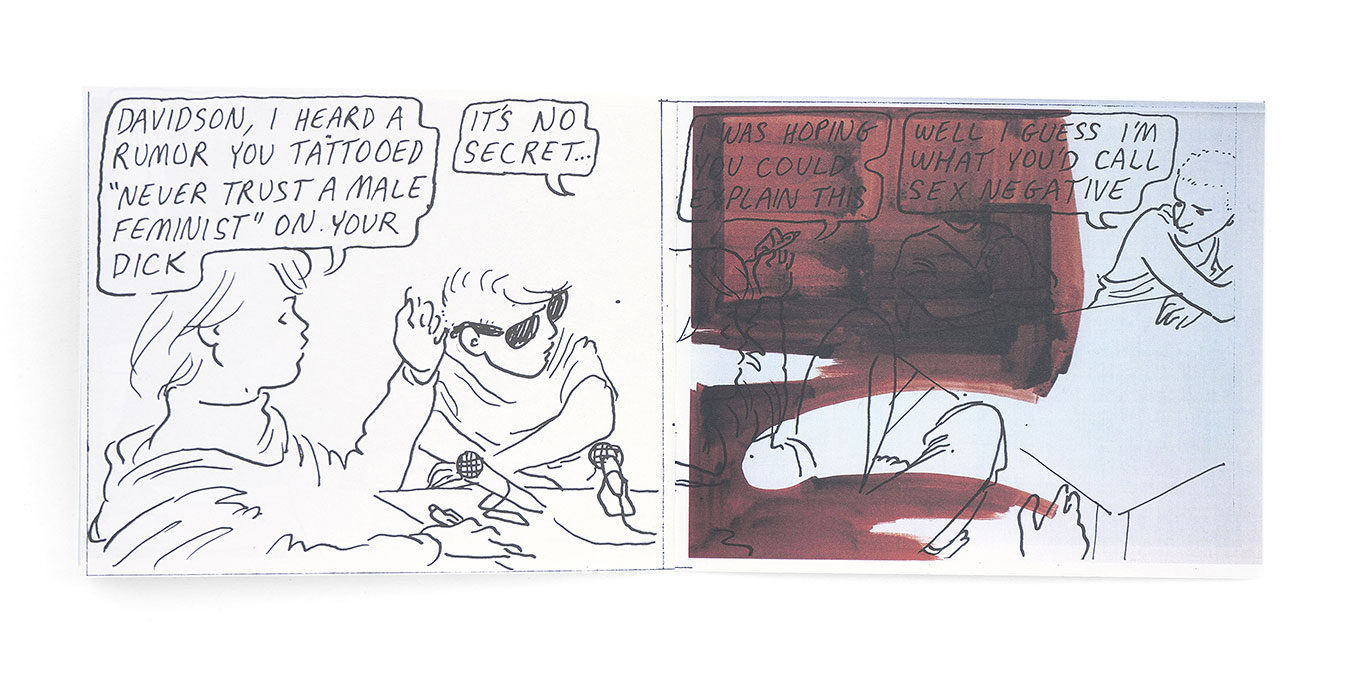 DAVIDSON, I HEARD A
RUMOR YOU TATTOOED
"NEVER TRUST A MALE
FEMINIST" ON YOUR
DICK
IT'S NO
SECRET...
I WAS HOPING
YOU COULD
EXPLAIN THIS
WELL I GUESS I'M
WHAT YOU'D CALL
SEX NEGATIVE